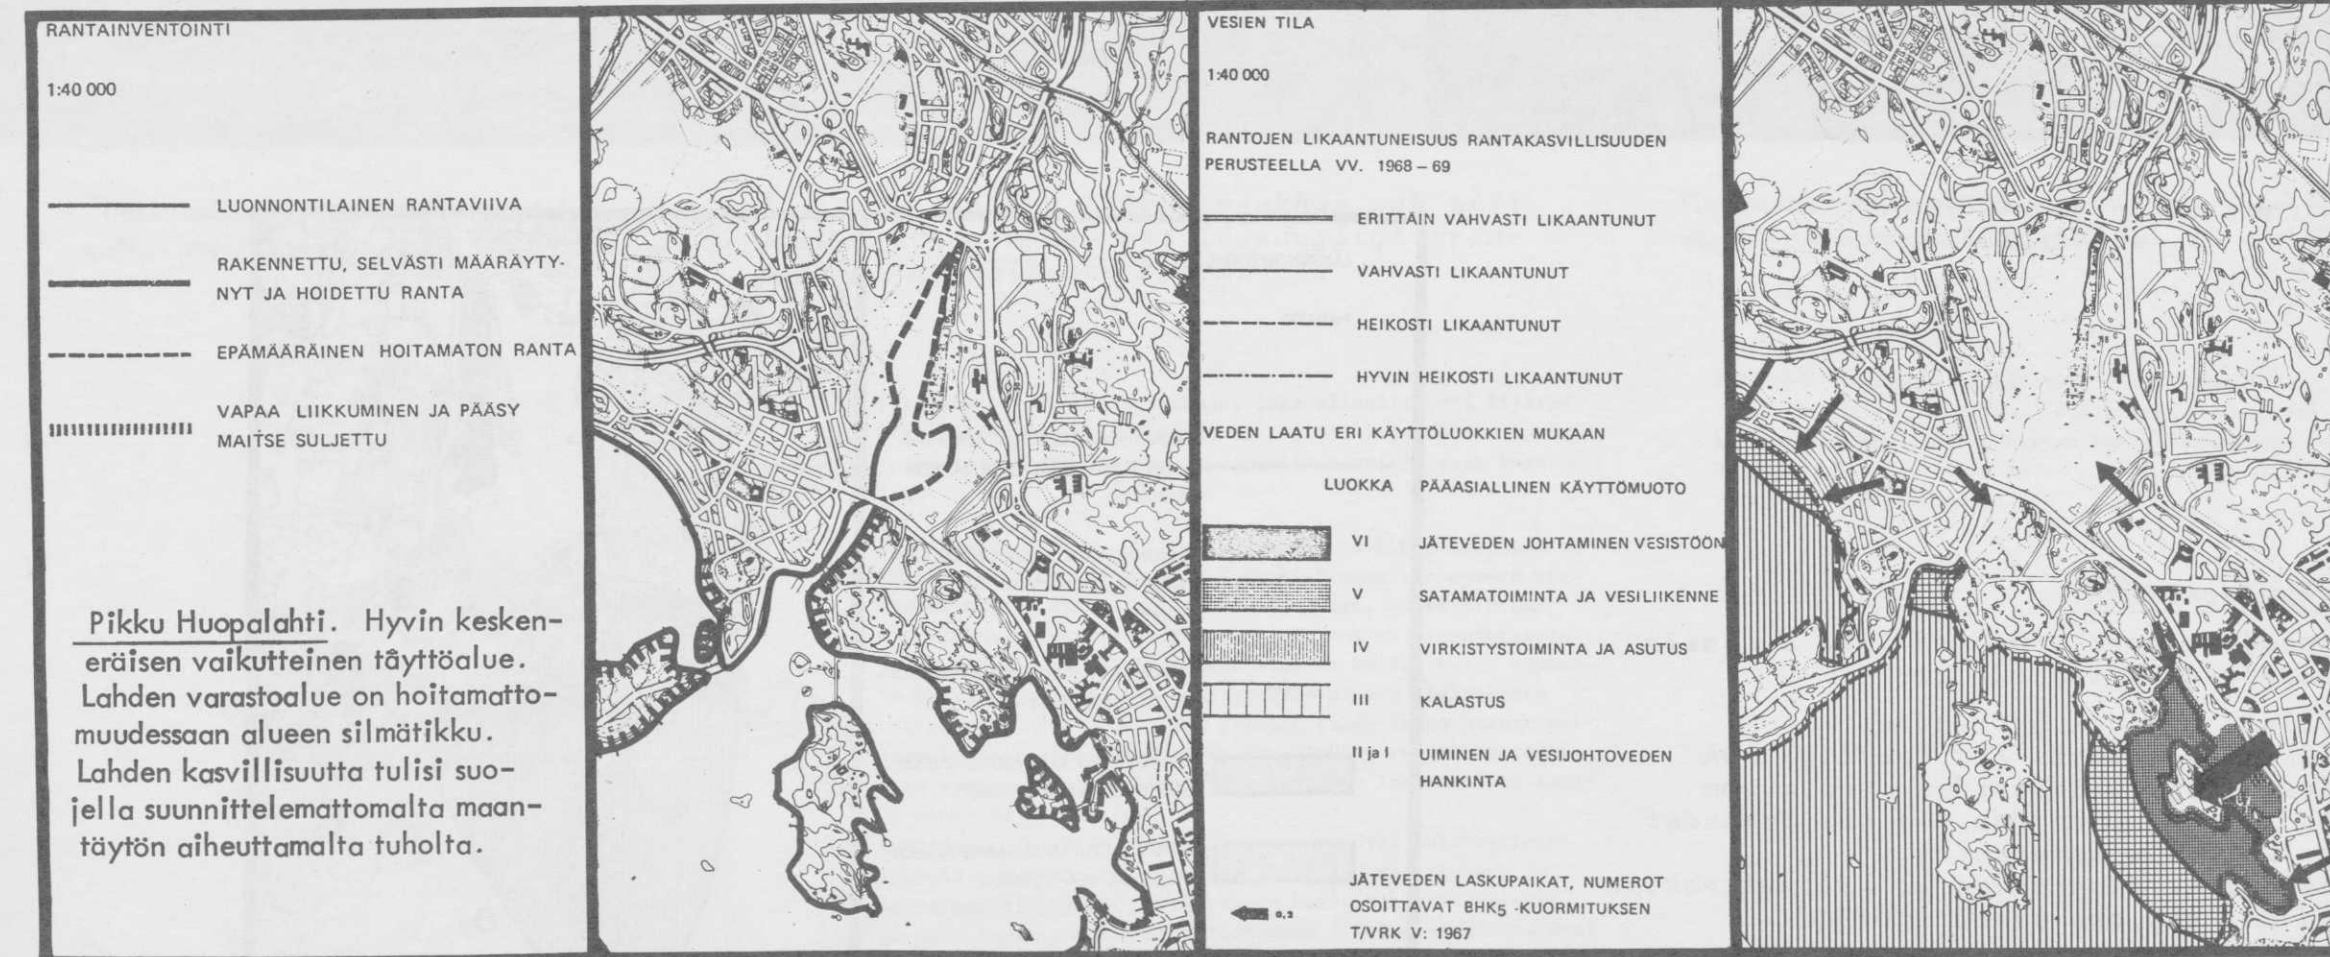 RANTAINVENTOINTI
1:40 000
LUONNONTILAINEN RANTAVIIVA
RAKENNETTU, SELVÄSTI MÄÄRÄYTY-
NYT JA HOIDETTU RANTA
EPÄMÄÄRÄINEN HOITAMATON RANTA
VAPAA LIIKKUMINEN JA PÄÄSY
MAITSE SULJETTU
Pikku Huopalahti. Hyvin kesken-
eräisen vaikutteinen täyttöalue.
Lahden varastoalue on hoitamatto-
muudessaan alueen silmätikku.
Lahden kasvillisuutta tulisi suo-
jella suunnittelemattomalta maan-
täytön aiheuttamalta tuholta.
VESIEN TILA
1:40 000
RANTOJEN LIKAANTUNEISUUS RANTAKASVILLISUUDEN
PERUSTEELLA VV. 1968 – 69
ERITTÄIN VAHVASTI LIKAANTUNUT
VAHVASTI LIKAANTUNUT
HEIKOSTI LIKAANTUNUT
HYVIN HEIKOSTI LIKAANTUNUT
VEDEN LAATU ERI KÄYTTÖLUOKKIEN MUKAAN
LUOKKA PÄÄASIALLINEN KÄYTTÖMUOTO
VI JÄTEVEDEN JOHTAMINEN VESISTÖÖN
V SATAMATOIMINTA JA VESILIIKENNE
IV VIRKISTYSTOIMINTA JA ASUTUS
III KALASTUS
II ja I UIMINEN JA VESIJOHTOVEDEN
HANKINTA
JÄTEVEDEN LASKUPAIKAT, NUMEROT
0,2 OSOITTAVAT BHK5 -KUORMITUKSEN
T/VRK V: 1967